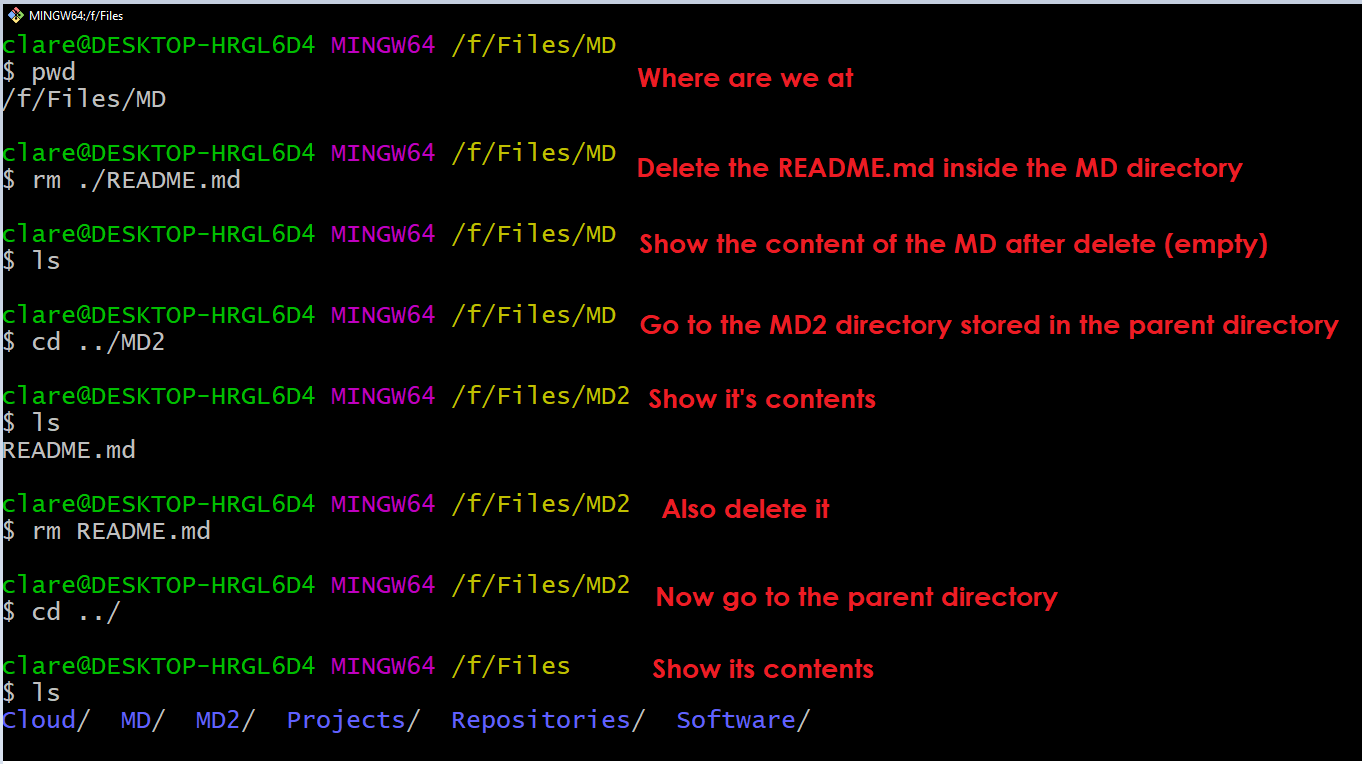 MINGW64:/f/Files
clare@DESKTOP-HRGL6D4 MINGW64 /f/Files/MD
$ pwd
Where are we at
/f/Files/MD
clare@DESKTOP-HRGL6D4 MINGW64 /f/Files/MD
Delete the README.md inside the MD directory
$ rm ./README.md
clare@DESKTOP-HRGL6D4 MINGW64 /f/Files/MD
Show the content of the MD after delete (empty)
$ ls
clare@DESKTOP-HRGL6D4 MINGW64 /f/Files/MD
Go to the MD2 directory stored in the parent directory
$ cd ../MD2
clare@DESKTOP-HRGL6D4 MINGW64 /f/Files/MD2
Show it's contents
$ ls
README.md
clare@DESKTOP-HRGL6D4 MINGW64 /f/Files/MD2
Also delete it
$ rm README.md
clare@DESKTOP-HRGL6D4 MINGW64 /f/Files/MD2
Now go to the parent directory
$ cd ../
clare@DESKTOP-HRGL6D4 MINGW64 /f/Files
Show its contents
$ ls
Cloud/ MD/ MD2/ Projects/ Repositories/ Software/